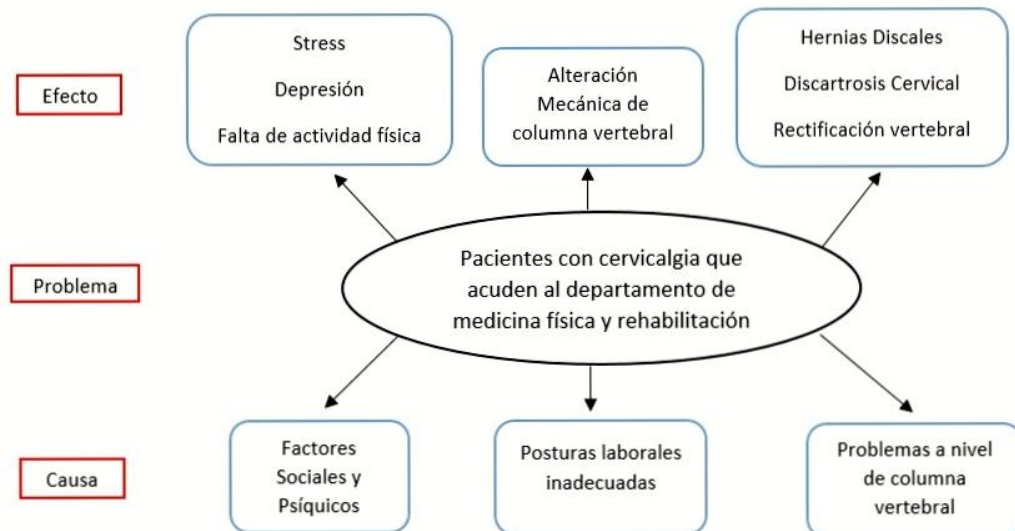 Efecto
Stress
Depresión
Falta de actividad física
Alteración
Mecánica de
columna vertebral
Hernias Discales
Discartrosis Cervical
Rectificación vertebral
Problema
Pacientes con cervicalgia que
acuden al departamento de
medicina física y rehabilitación
Causa
Factores
Sociales y
Psíquicos
Posturas laborales
inadecuadas
Problemas a nivel
de columna
vertebral